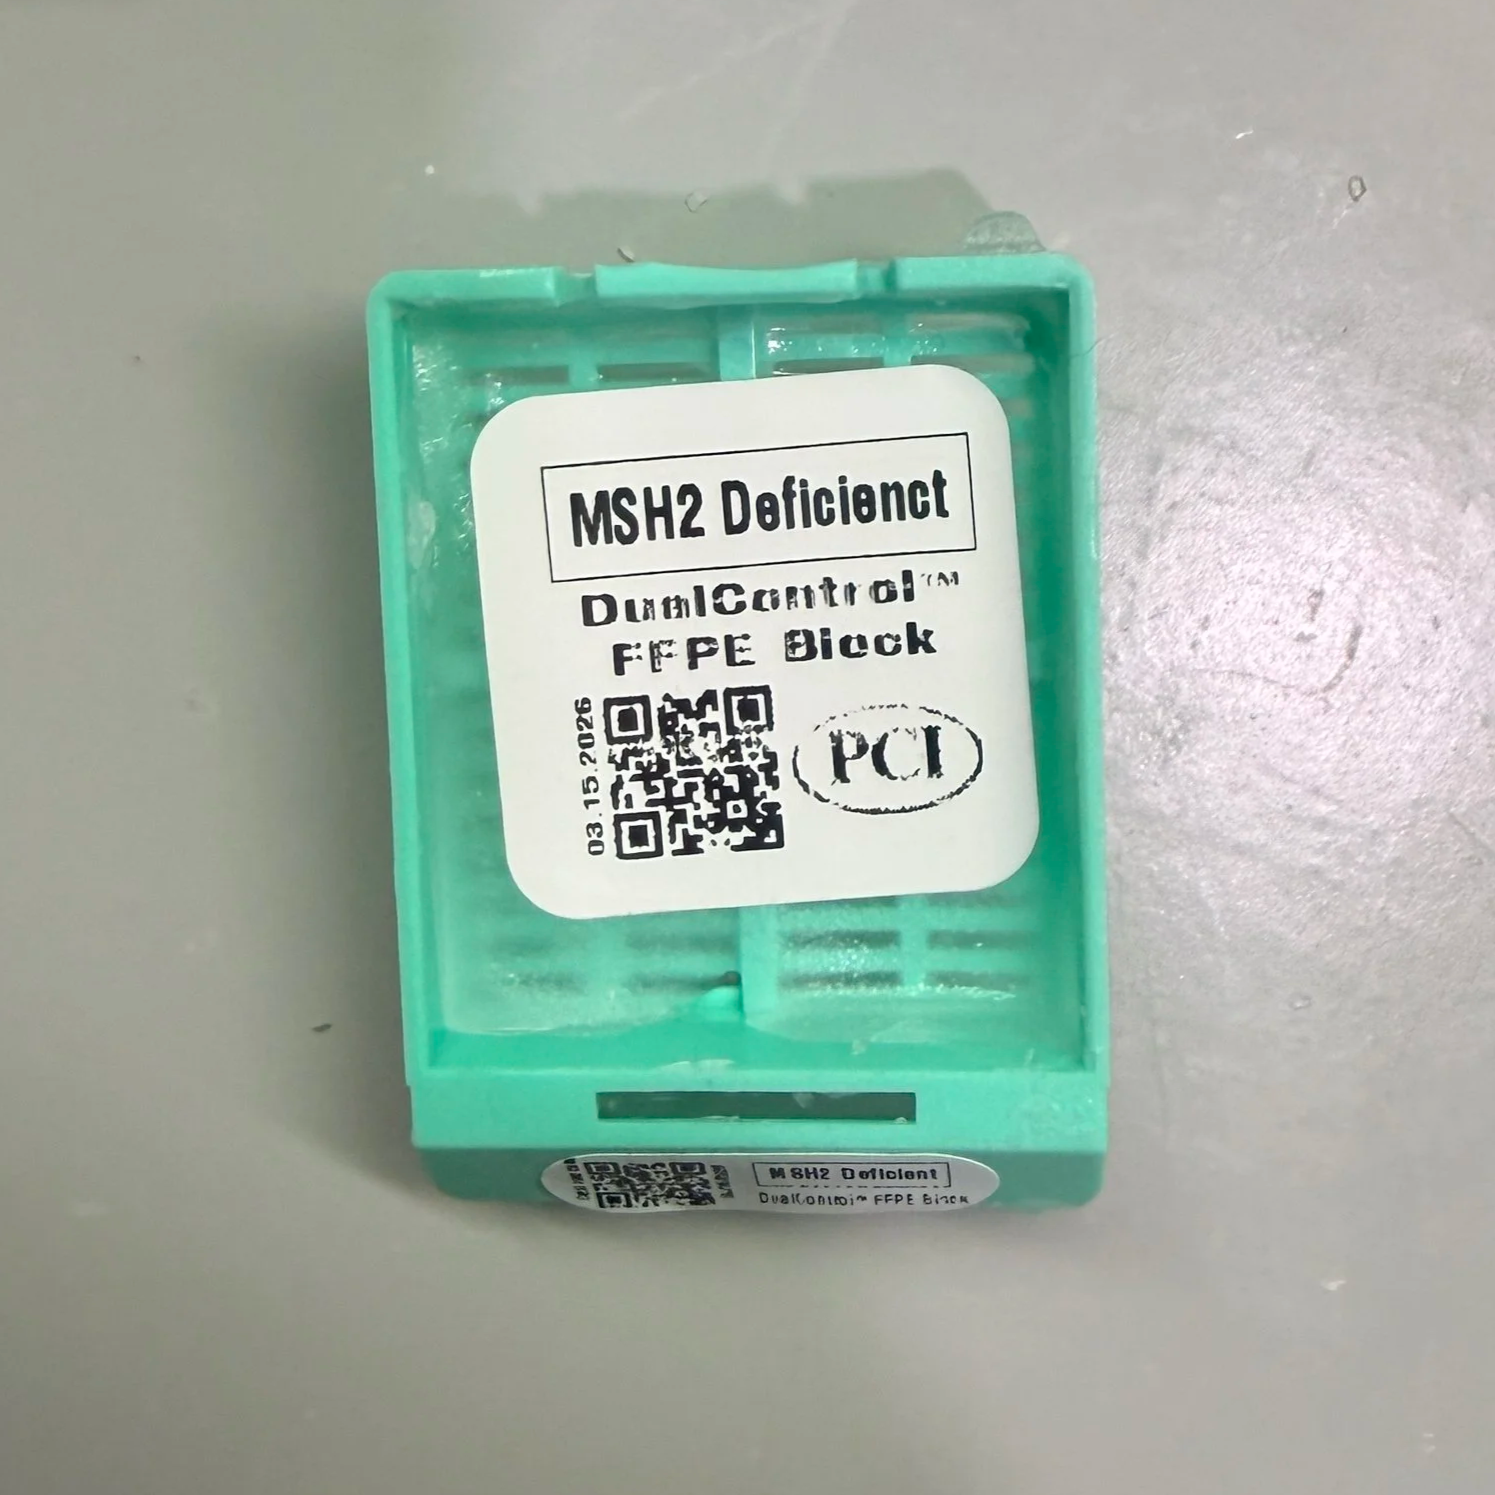 MSH2 Deficienct
DualControl™
FFPE Block
03.15.2026
PCI
MSH2 Deficient
DualControl™ FFPE Block